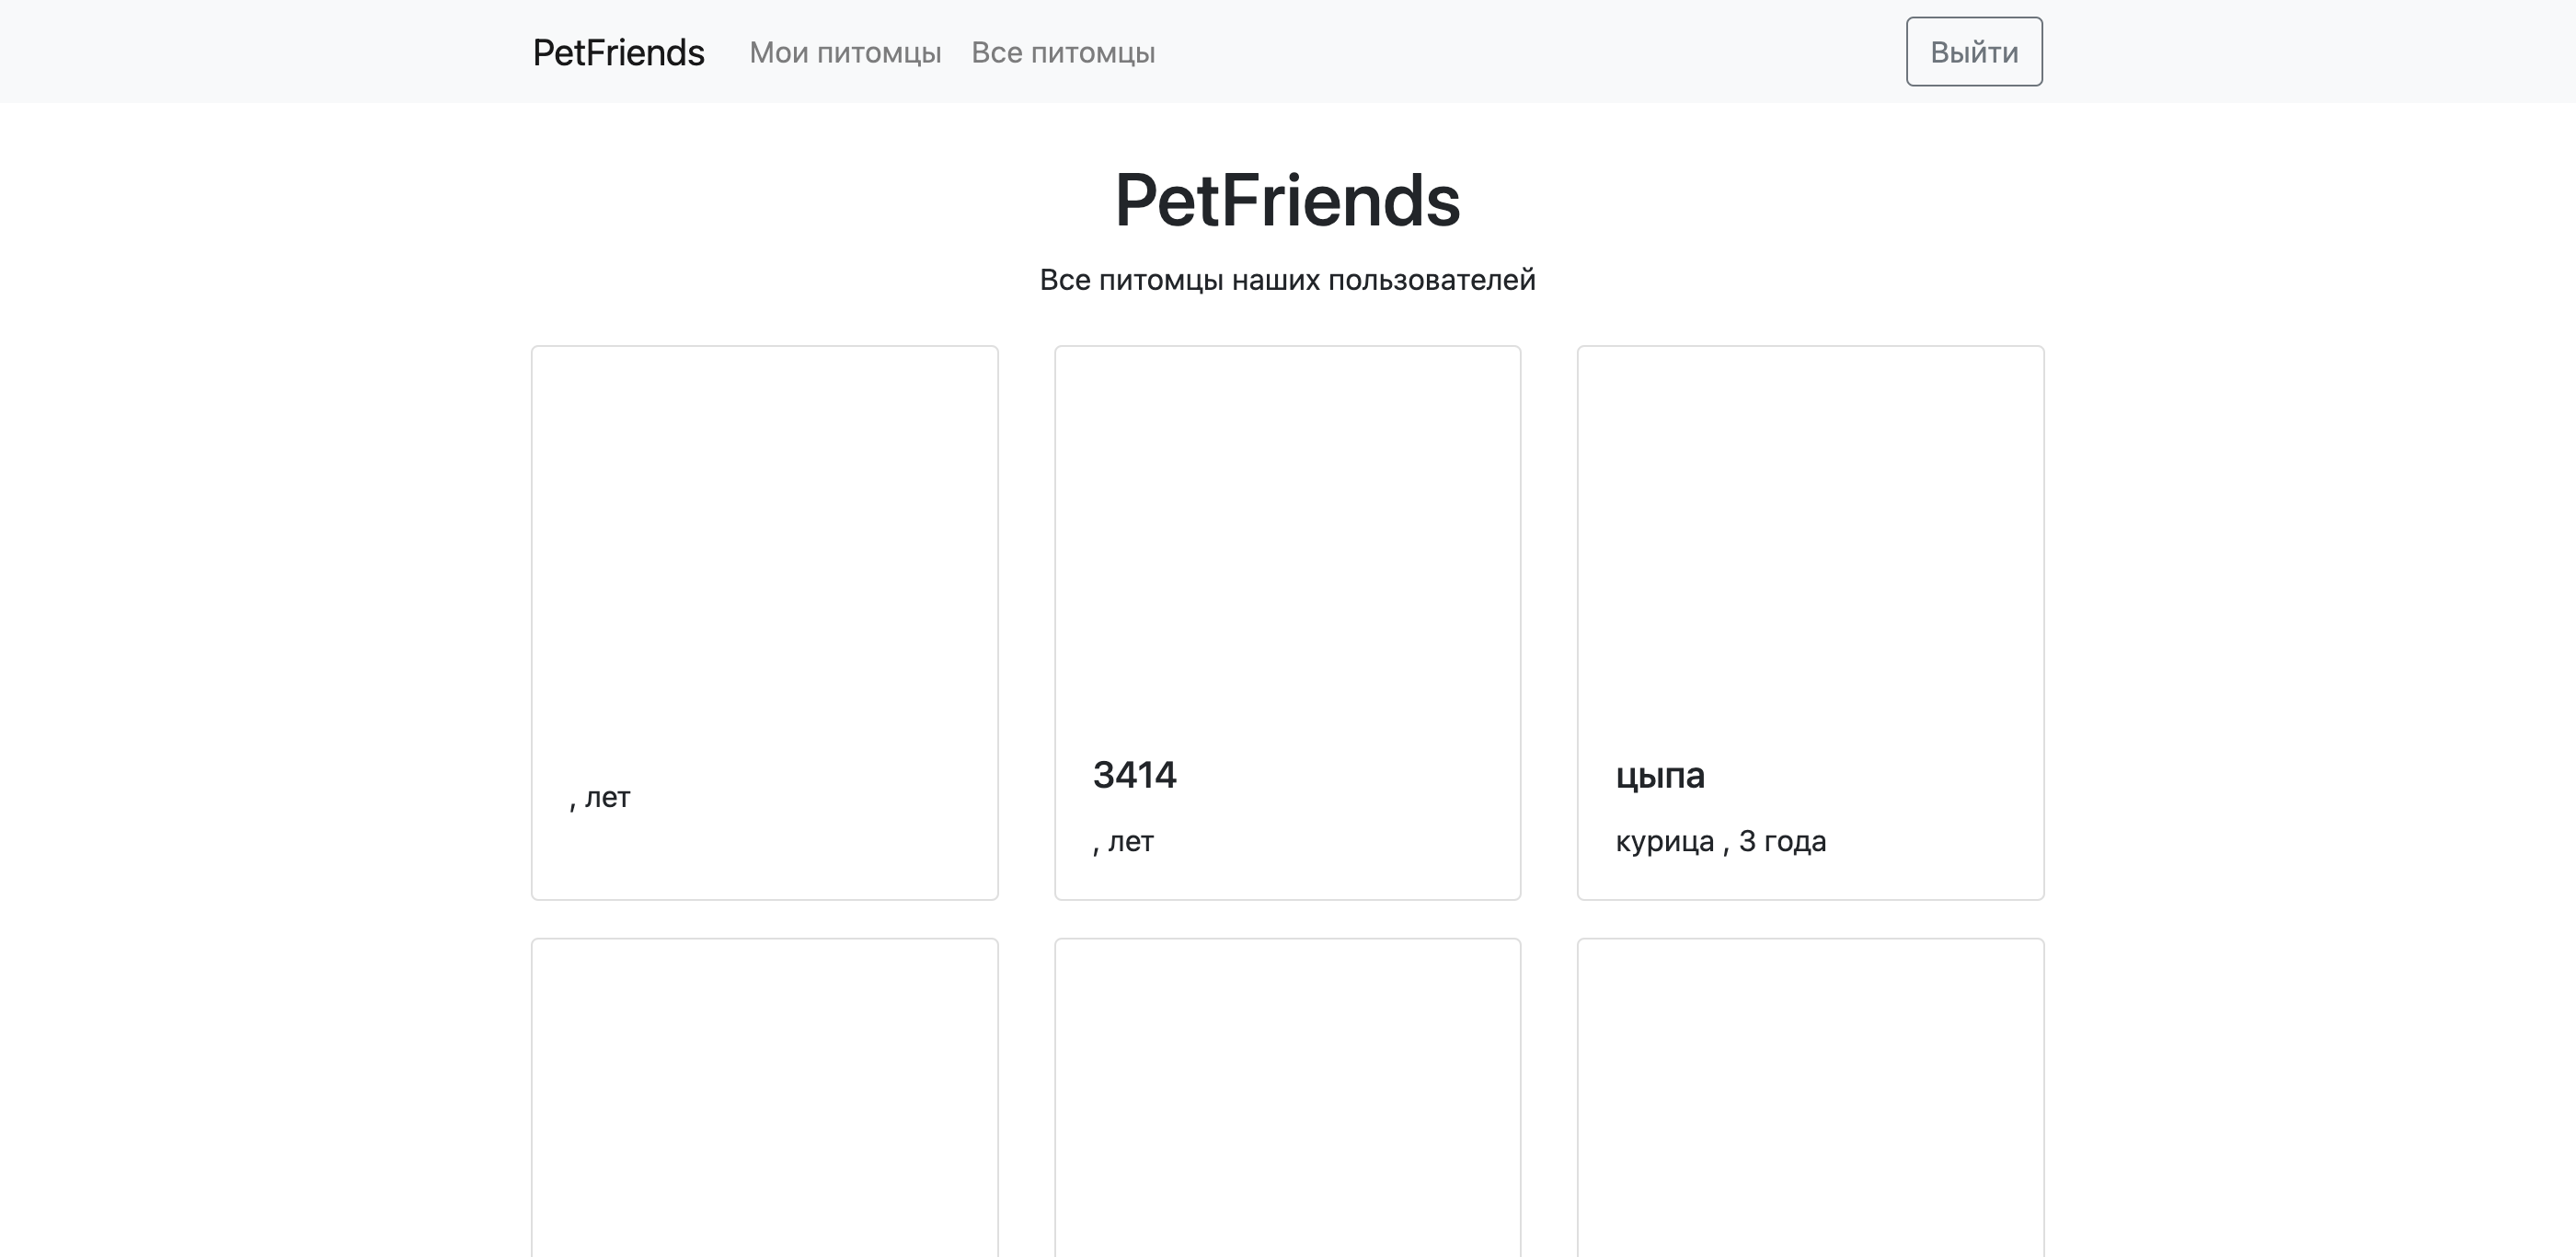 PetFriends Мои питомцы Все питомцы Выйти
PetFriends
Все питомцы наших пользователей
, лет
3414
, лет
цыпа
курица , 3 года